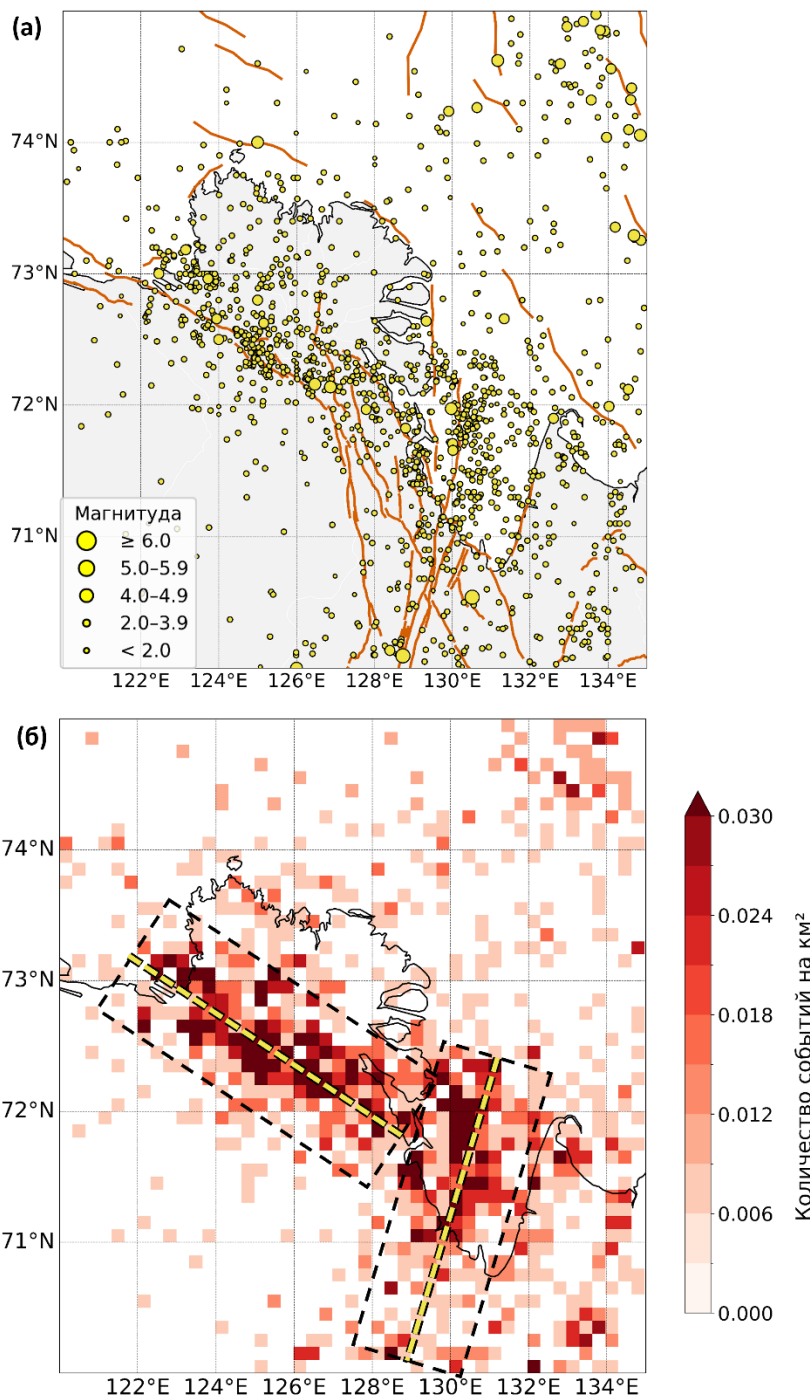 (а)
74°N
73°N
72°N
71°N
Магнитуда
≥ 6.0
5.0–5.9
4.0–4.9
2.0–3.9
< 2.0
122°E 124°E 126°E 128°E 130°E 132°E 134°E
(б)
74°N
73°N
72°N
71°N
122°E 124°E 126°E 128°E 130°E 132°E 134°E
0.030
0.024
0.018
0.012
0.006
0.000
Количество событий на км²